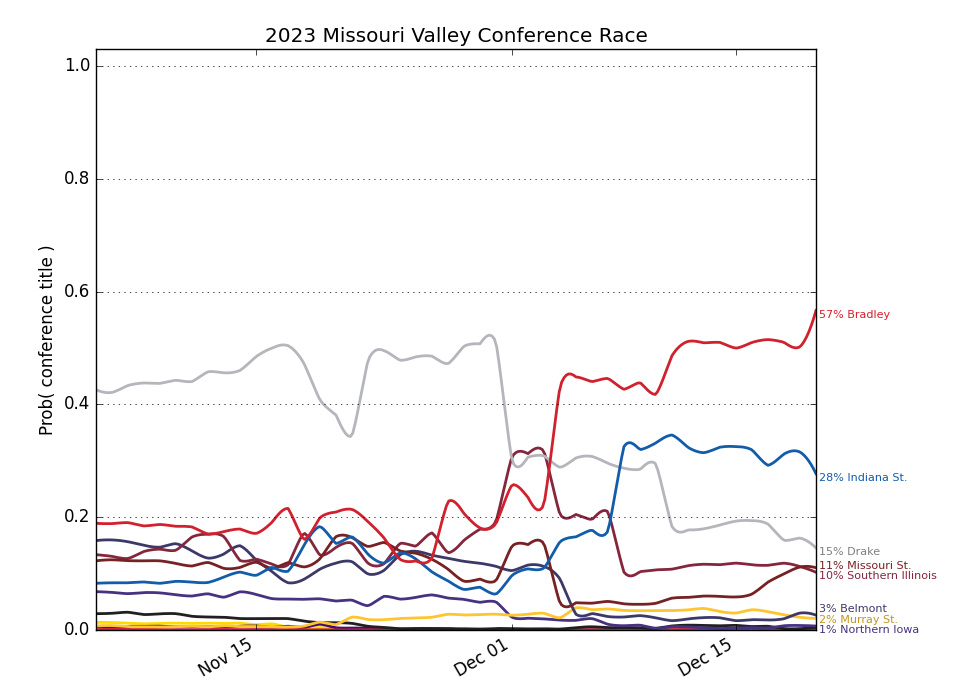 2023 Missouri Valley Conference Race
Prob( conference title )
1.0
0.8
0.6
0.4
0.2
0.0
Nov 15
Dec 01
Dec 15
57% Bradley
28% Indiana St.
15% Drake
11% Missouri St.
10% Southern Illinois
3% Belmont
2% Murray St.
1% Northern Iowa